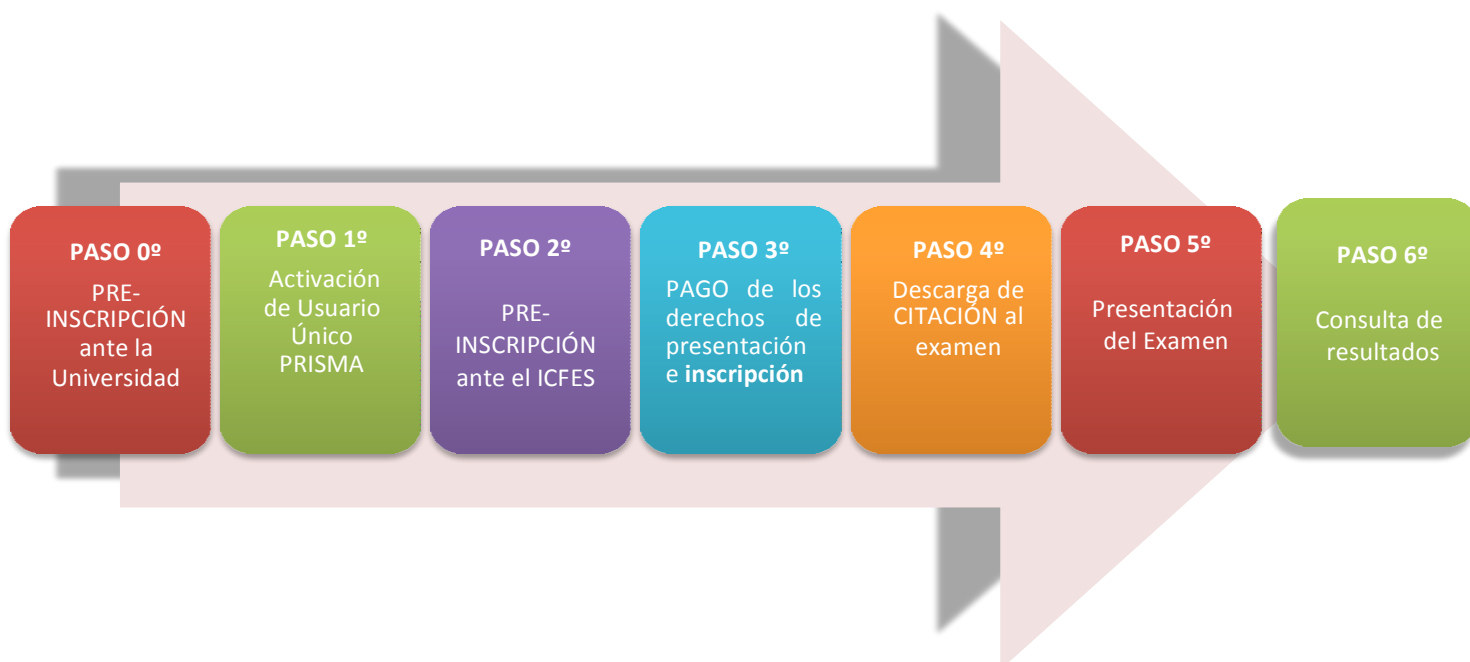 PASO 0º
PRE-
INSCRIPCIÓN
ante la
Universidad
PASO 1º
Activación
de Usuario
Único
PRISMA
PASO 2º
PRE-
INSCRIPCIÓN
ante el ICFES
PASO 3º
PAGO de los
derechos de
presentación
e inscripción
PASO 4º
Descarga de
CITACIÓN al
examen
PASO 5º
Presentación
del Examen
PASO 6º
Consulta de
resultados